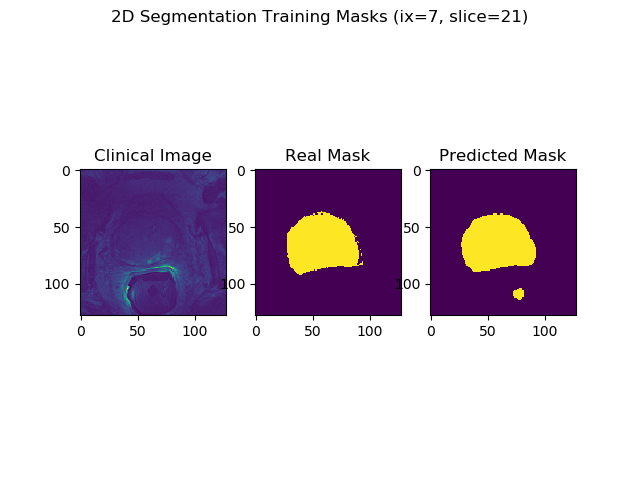 2D Segmentation Training Masks (ix=7, slice=21)
Clinical Image Real Mask Predicted Mask
0 0 0
50 50 50
100 100 100
0 50 100 0 50 100 0 50 100